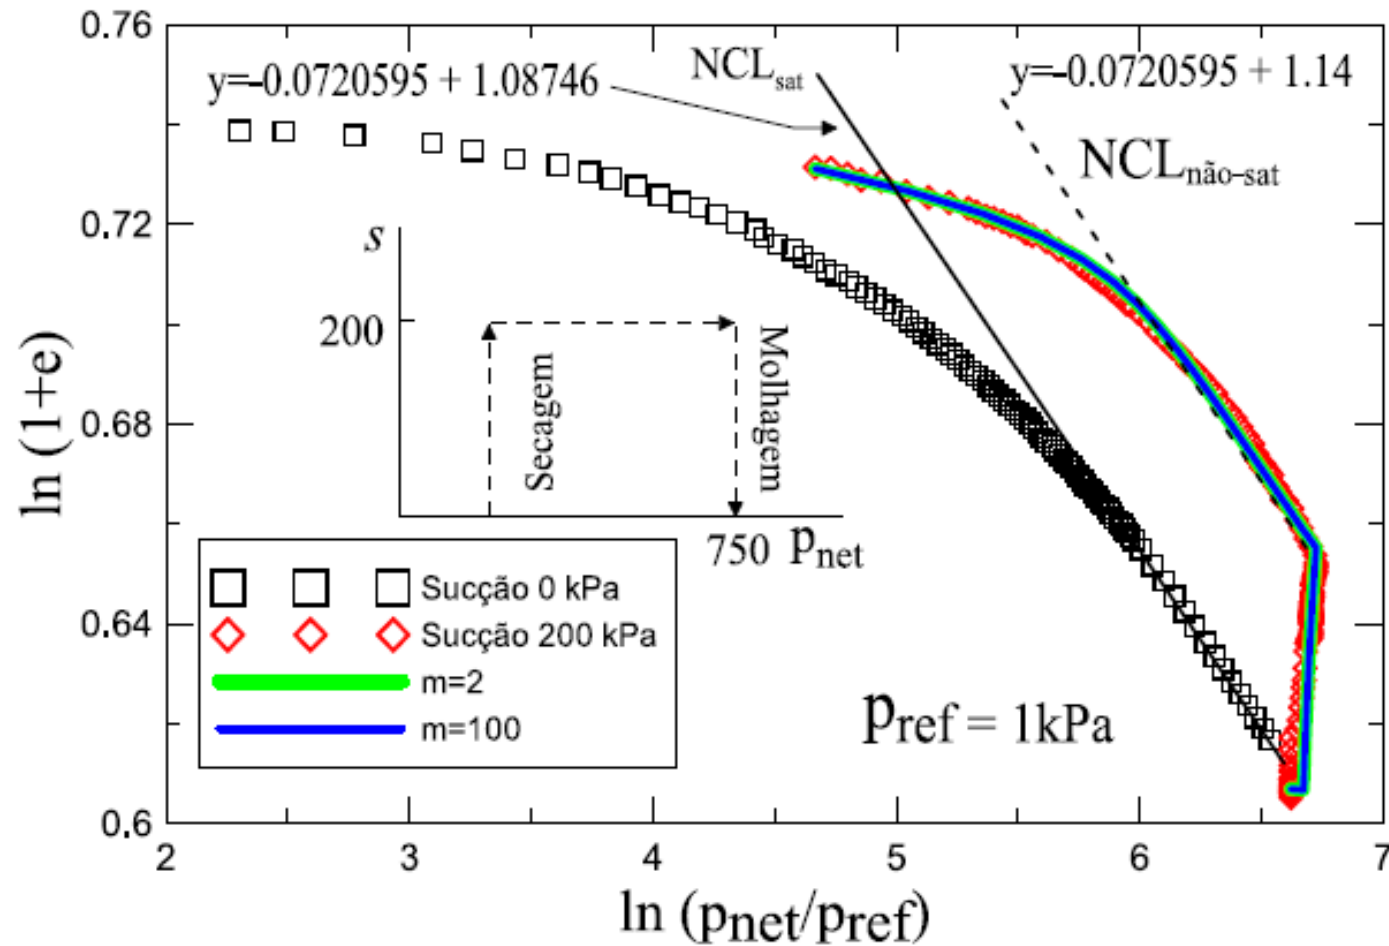 0.76
0.72
0.68
0.64
0.6
ln (1+e)
y=-0.0720595 + 1.08746
NCLsat
y=-0.0720595 + 1.14
NCLnão-sat
s
200
Secagem
Molhagem
750 pnet
Sucção 0 kPa
Sucção 200 kPa
m=2
m=100
pref = 1kPa
2 3 4 5 6 7
ln (pnet/pref)